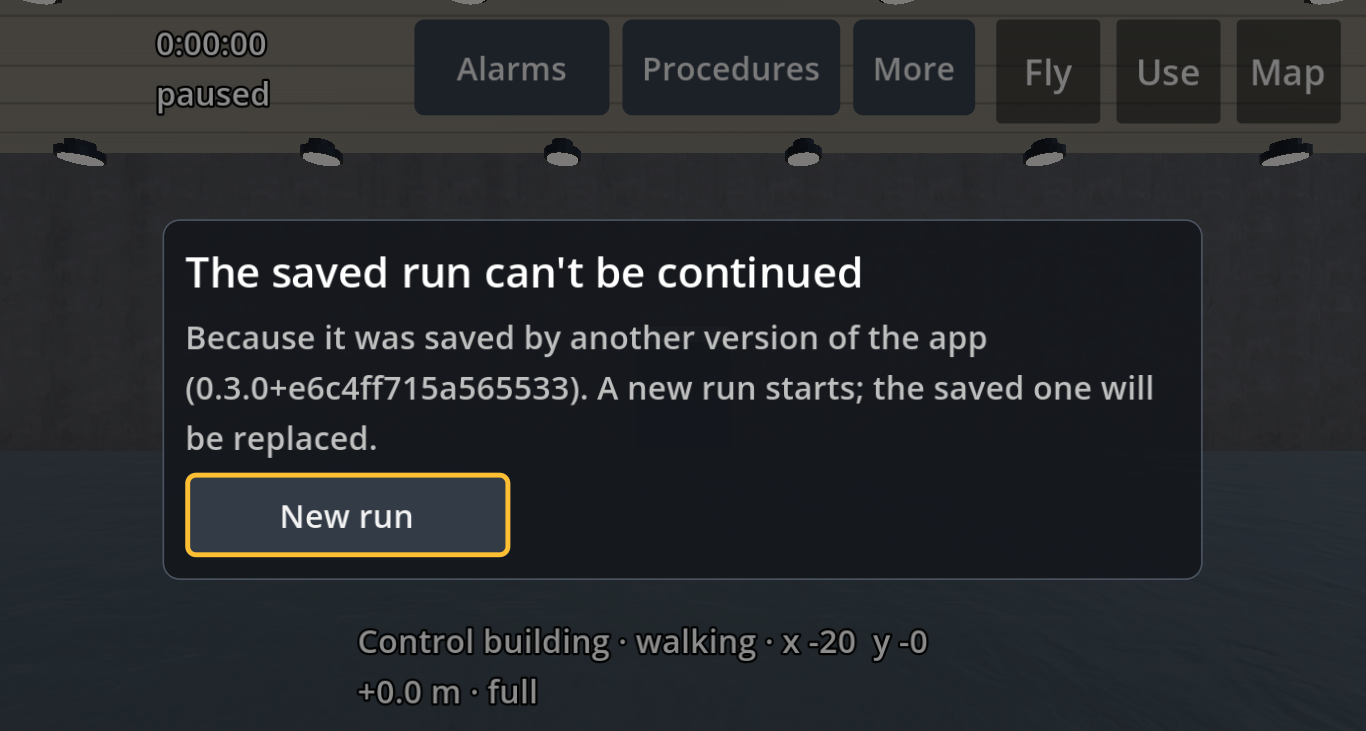 0:00:00
paused
Alarms Procedures More Fly Use Map
The saved run can't be continued
Because it was saved by another version of the app
(0.3.0+e6c4ff715a565533). A new run starts; the saved one will
be replaced.
New run
Control building · walking · x -20 y -0
+0.0 m · full